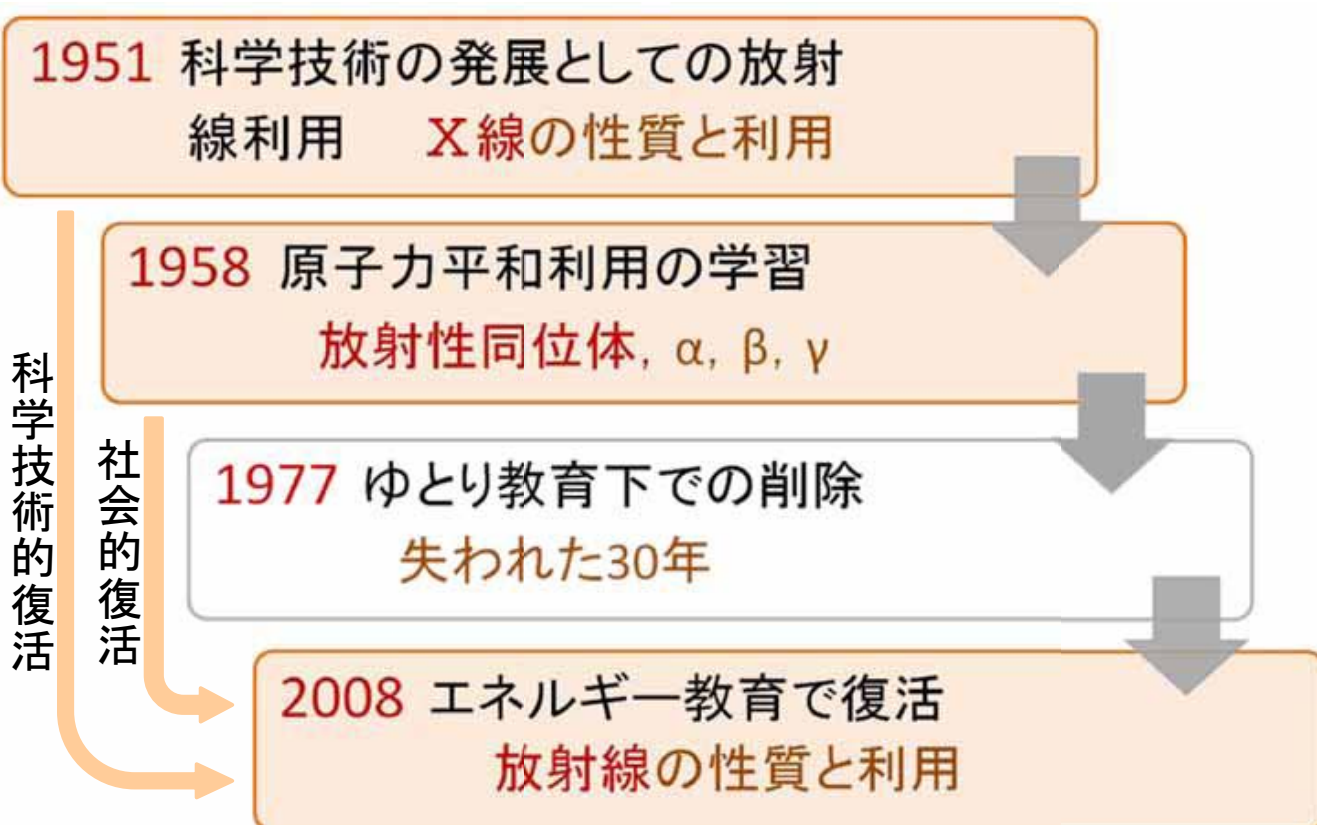 1951 科学技術の発展としての放射
線利用 X線の性質と利用
1958 原子力平和利用の学習
放射性同位体, α, β, γ
1977 ゆとり教育下での削除
失われた30年
2008 エネルギー教育で復活
放射線の性質と利用
科学技術的復活
社会的復活